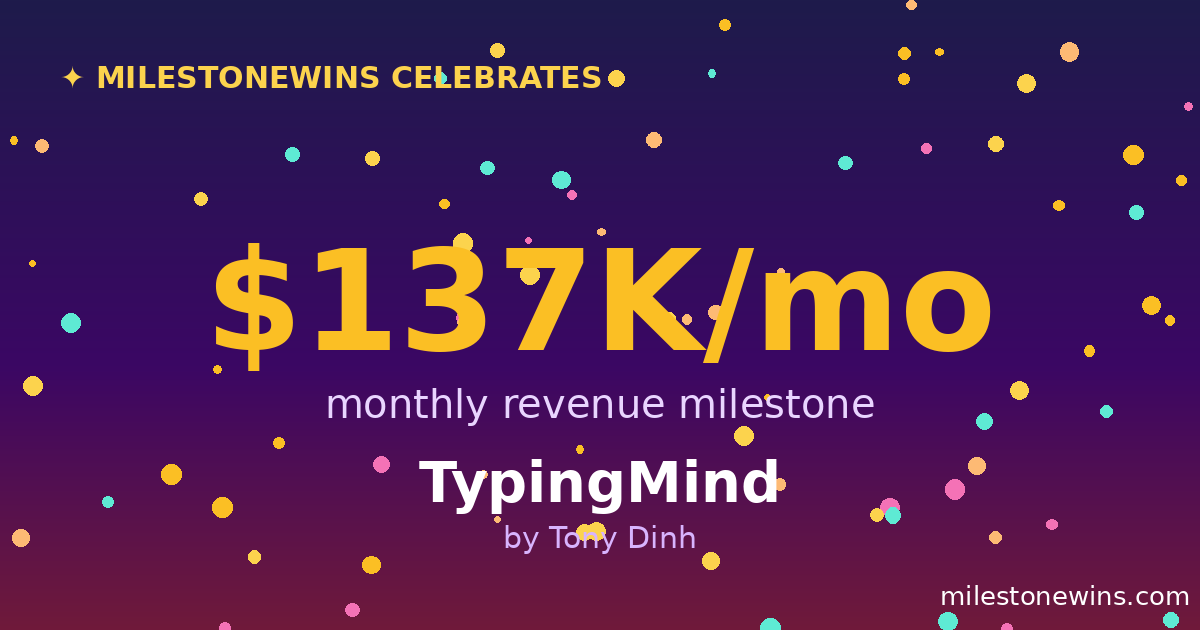 ✦ MILESTONEWINS CELEBRATES
$137K/mo
monthly revenue milestone
TypingMind
by Tony Dinh
milestonewins.com